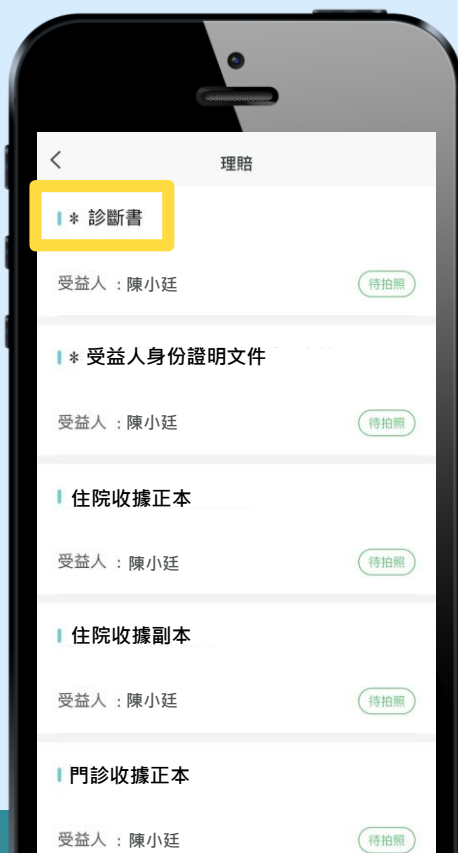 理賠
* 診斷書
受益人 : 陳小廷 待拍照
* 受益人身份證明文件
受益人 : 陳小廷 待拍照
住院收據正本
受益人 : 陳小廷 待拍照
住院收據副本
受益人 : 陳小廷 待拍照
門診收據正本
受益人 : 陳小廷 待拍照